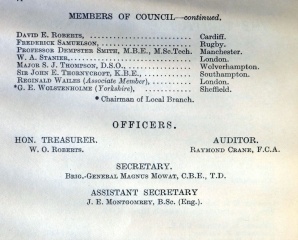 MEMBERS OF COUNCIL—continued.
DAVID E. ROBERTS, Cardiff.
FREDERICK SAMUELSON, Rugby.
PROFESSOR DEMPSTER SMITH, M.B.E., M.Sc.Tech. Manchester.
W. A. STANIER, London.
MAJOR S. J. THOMPSON, D.S.O., Wolverhampton.
SIR JOHN E. THORNYCROFT, K.B.E., Southampton.
REGINALD WAILES (Associate Member), London.
*G. E. WOLSTENHOLME (Yorkshire), Sheffield.
* Chairman of Local Branch.
OFFICERS.
HON. TREASURER. AUDITOR.
W. O. ROBERTS. RAYMOND CRANE, F.C.A.
SECRETARY.
BRIG.-GENERAL MAGNUS MOWAT, C.B.E., T.D.
ASSISTANT SECRETARY
J. E. MONTGOMREY, B.Sc. (Eng.).